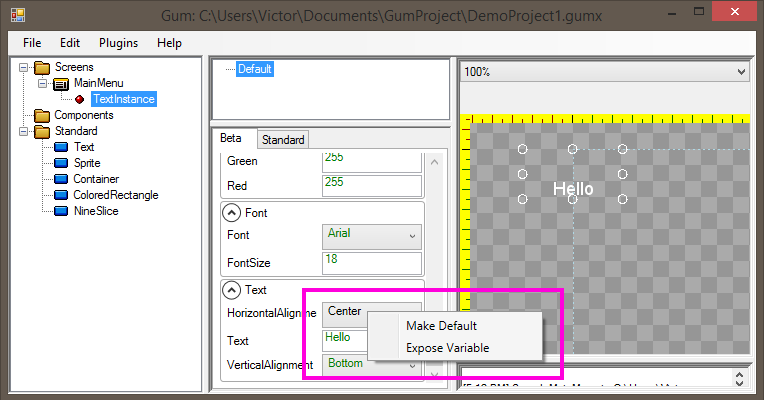 Gum: C:\Users\Victor\Documents\GumProject\DemoProject1.gumx
File Edit Plugins Help
Screens
MainMenu
TextInstance
Components
Standard
Text
Sprite
Container
ColoredRectangle
NineSlice
Default
Beta Standard
Green 255
Red 255
Font
Font Arial
FontSize 18
Text
HorizontalAlignme Center
Text Hello
VerticalAlignment Bottom
Make Default
Expose Variable
100%
Hello